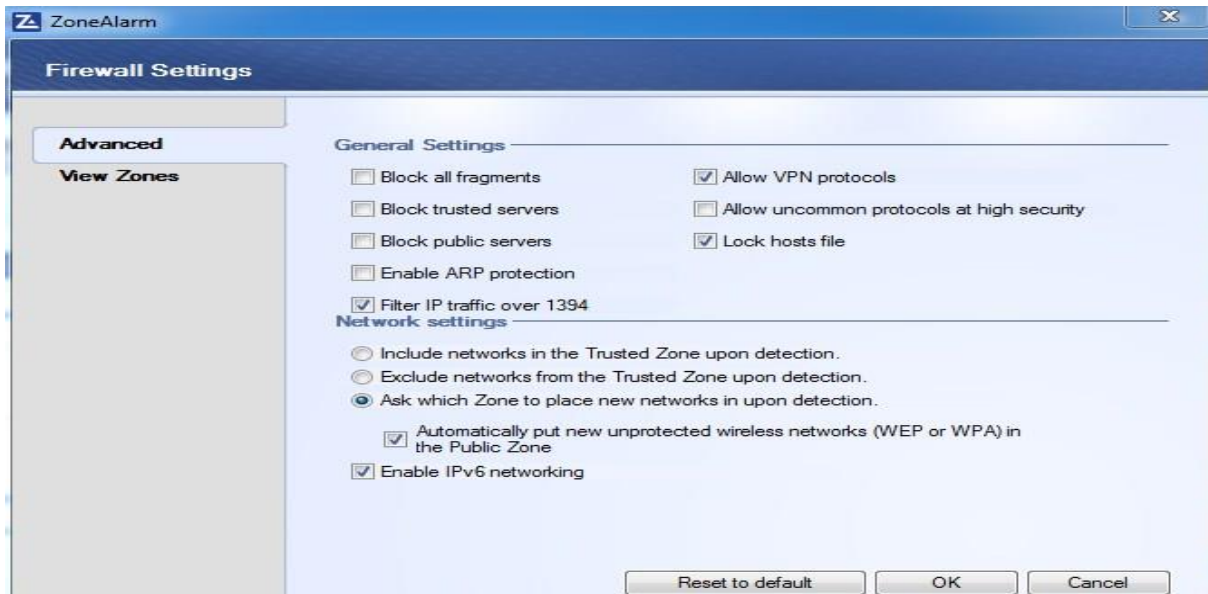 ZoneAlarm
Firewall Settings
Advanced
View Zones
General Settings
Block all fragments
Block trusted servers
Block public servers
Enable ARP protection
Filter IP traffic over 1394
Allow VPN protocols
Allow uncommon protocols at high security
Lock hosts file
Network settings
Include networks in the Trusted Zone upon detection.
Exclude networks from the Trusted Zone upon detection.
Ask which Zone to place new networks in upon detection.
Automatically put new unprotected wireless networks (WEP or WPA) in
the Public Zone
Enable IPv6 networking
Reset to default
OK
Cancel